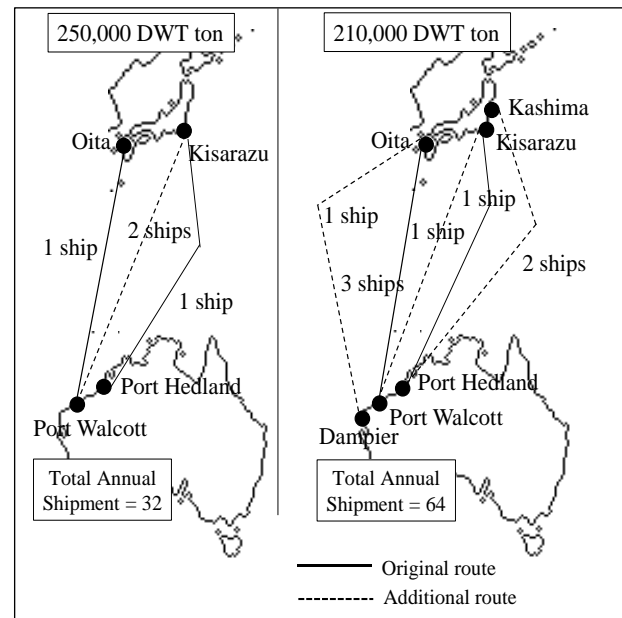 250,000 DWT ton
Oita
Kisarazu
2 ships
1 ship
1 ship
Port Hedland
Port Walcott
Total Annual
Shipment = 32
210,000 DWT ton
Kashima
Oita
Kisarazu
1 ship
1 ship
1 ship
2 ships
3 ships
Port Hedland
Port Walcott
Dampier
Total Annual
Shipment = 64
Original route
Additional route